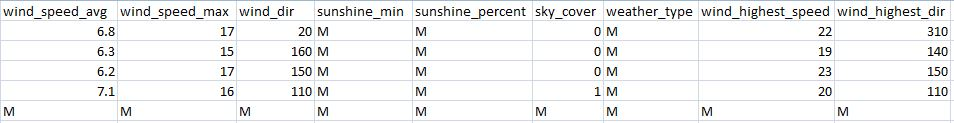 wind_speed_avg wind_speed_max wind_dir sunshine_min sunshine_percent sky_cover weather_type wind_highest_speed wind_highest_dir
6.8 17 20 M M 0 M 22 310
6.3 15 160 M M 0 M 19 140
6.2 17 150 M M 0 M 23 150
7.1 16 110 M M 1 M 20 110
M M M M M M M M M